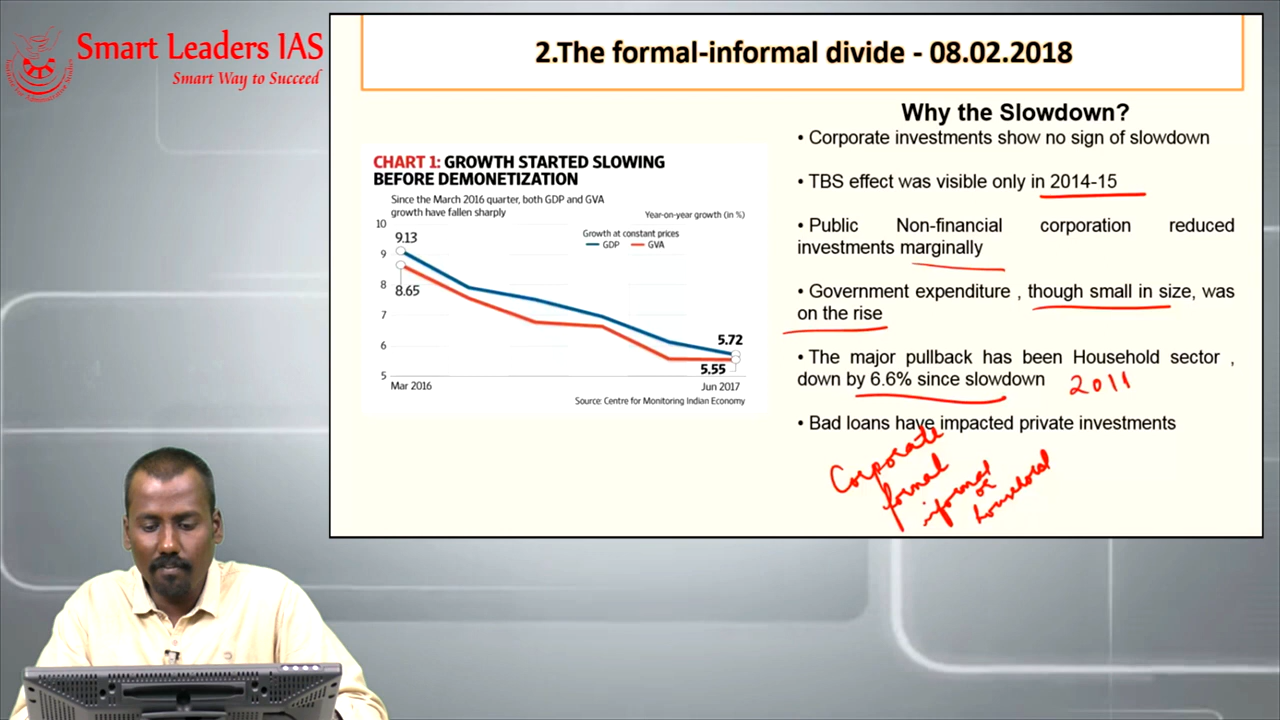 Smart Leaders IAS
Smart Way to Succeed
2.The formal-informal divide - 08.02.2018
CHART 1: GROWTH STARTED SLOWING
BEFORE DEMONETIZATION
Since the March 2016 quarter, both GDP and GVA
growth have fallen sharply
Year-on-year growth (in %)
Growth at constant prices
GDP GVA
10
9
8
7
6
5
9.13
8.65
5.72
5.55
Mar 2016
Jun 2017
Source: Centre for Monitoring Indian Economy
Why the Slowdown?
• Corporate investments show no sign of slowdown
• TBS effect was visible only in 2014-15
• Public Non-financial corporation reduced
investments marginally
• Government expenditure , though small in size, was
on the rise
• The major pullback has been Household sector ,
down by 6.6% since slowdown 2011
• Bad loans have impacted private investments
Corporate
formal
informal
or
household